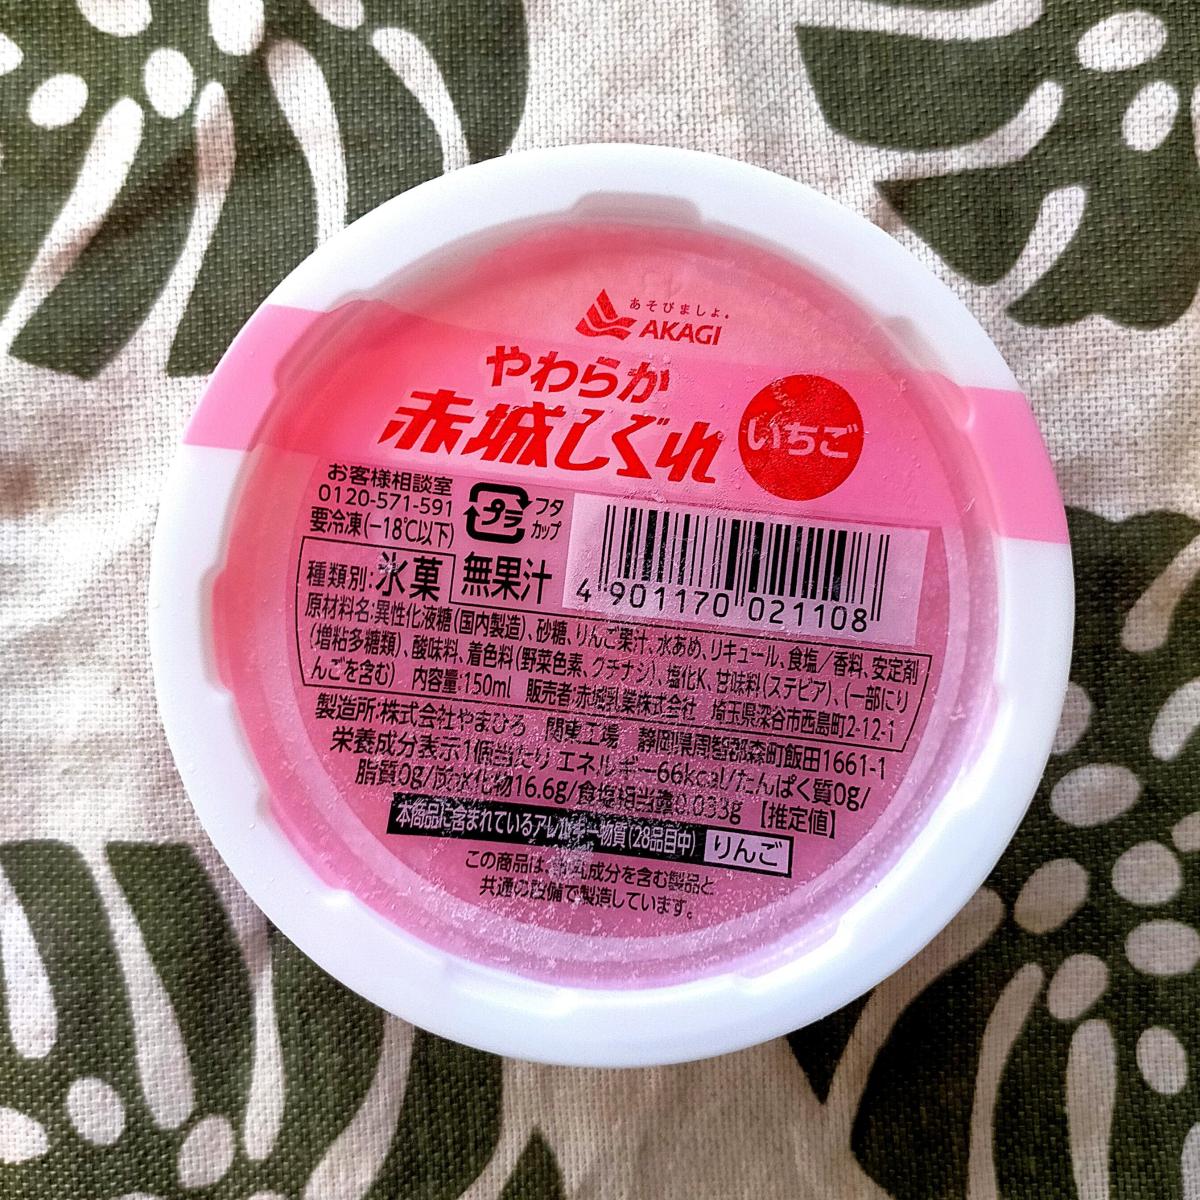 あそびましょ。
AKAGI
やわらか
赤城しぐれ
いちご
お客様相談室
0120-571-591
要冷凍(−18℃以下)
プラ
フタ
カップ
4 901170 021108
種類別:氷菓
無果汁
原材料名:異性化液糖(国内製造)、砂糖、りんご果汁、水あめ、リキュール、食塩/香料、安定剤
(増粘多糖類)、酸味料、着色料(野菜色素、クチナシ)、塩化K、甘味料(ステビア)、(一部にり
んごを含む) 内容量:150ml 販売者:赤城乳業株式会社 埼玉県深谷市西島町2-12-1
製造所:株式会社やまひろ 関東工場 静岡県周智郡森町飯田1661-1
栄養成分表示1個当たり エネルギー66kcal/たんぱく質0g/
脂質0g/炭水化物16.6g/食塩相当量0.033g 【推定値】
本商品に含まれているアレルギー物質(28品目中)
りんご
この商品は、乳成分を含む製品と
共通の設備で製造しています。